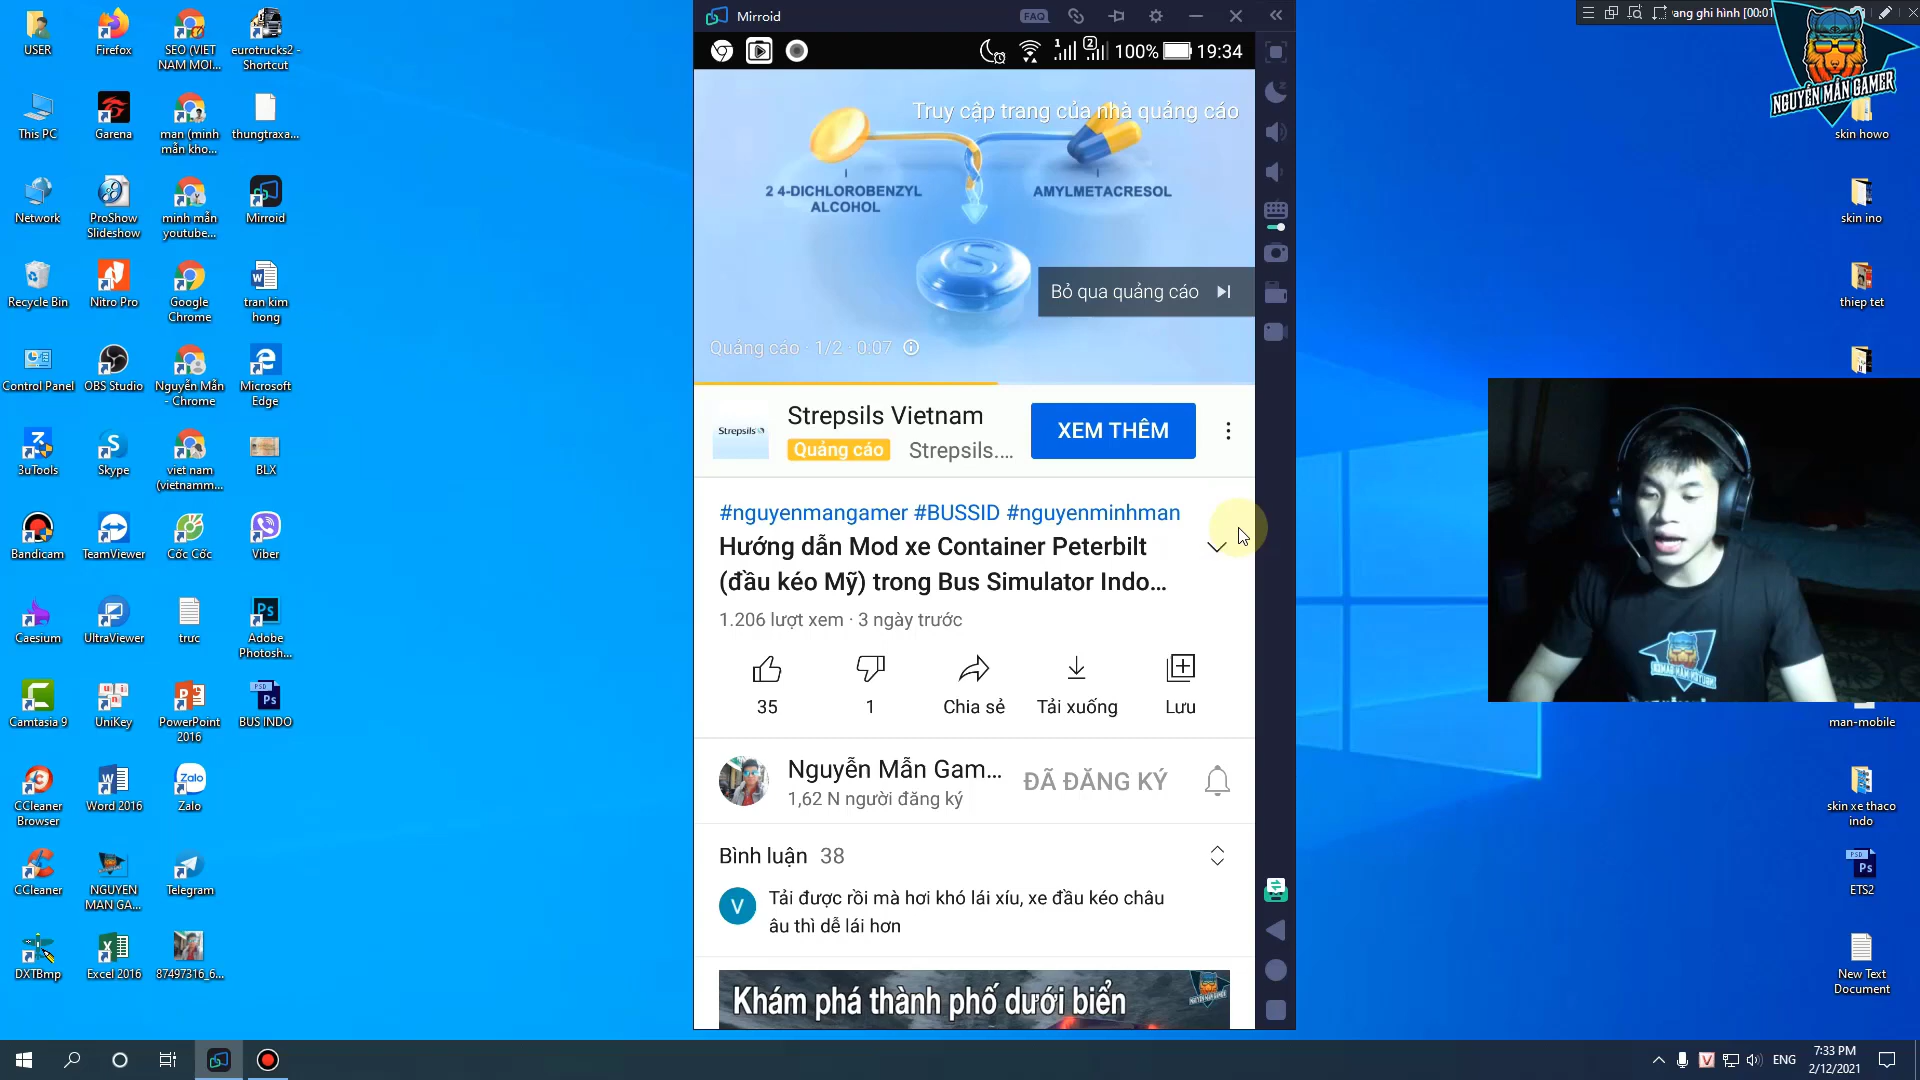 USER
Firefox
SEO (VIET
NAM MOI...
eurotrucks2 -
Shortcut
This PC
Garena
man (minh
mẫn kho...
thungtraxa...
Network
ProShow
Slideshow
minh mẫn
youtube...
Mirroid
Recycle Bin
Nitro Pro
Google
Chrome
tran kim
hong
Control Panel
OBS Studio
Nguyễn Mẫn
- Chrome
Microsoft
Edge
3uTools
Skype
viet nam
(vietnamm...
BLX
Bandicam
TeamViewer
Cốc Cốc
Viber
Caesium
UltraViewer
trưc
Adobe
Photosh...
Camtasia 9
UniKey
PowerPoint
2016
BUS INDO
CCleaner
Browser
Word 2016
Zalo
CCleaner
NGUYEN
MAN GA...
Telegram
DXTBmp
Excel 2016
87497316_6...
Mirroid
FAQ
100%
19:34
Truy cập trang của nhà quảng cáo
2 4-DICHLOROBENZYL
ALCOHOL
AMYLMETACRESOL
Bỏ qua quảng cáo
Quảng cáo · 1/2 · 0:07
Strepsils
Strepsils Vietnam
Quảng cáo
Strepsils....
XEM THÊM
#nguyenmangamer #BUSSID #nguyenminhman
Hướng dẫn Mod xe Container Peterbilt
(đầu kéo Mỹ) trong Bus Simulator Indo...
1.206 lượt xem · 3 ngày trước
35
1
Chia sẻ
Tải xuống
Lưu
Nguyễn Mẫn Gam...
1,62 N người đăng ký
ĐÃ ĐĂNG KÝ
Bình luận 38
V
Tải được rồi mà hơi khó lái xíu, xe đầu kéo châu
âu thì dễ lái hơn
Khám phá thành phố dưới biển
ang ghi hình [00:01
NGUYỄN MẪN GAMER
skin howo
skin ino
thiep tet
NGUYỄN MẪN GAMER
man-mobile
skin xe thaco
indo
ETS2
New Text
Document
ENG
7:33 PM
2/12/2021